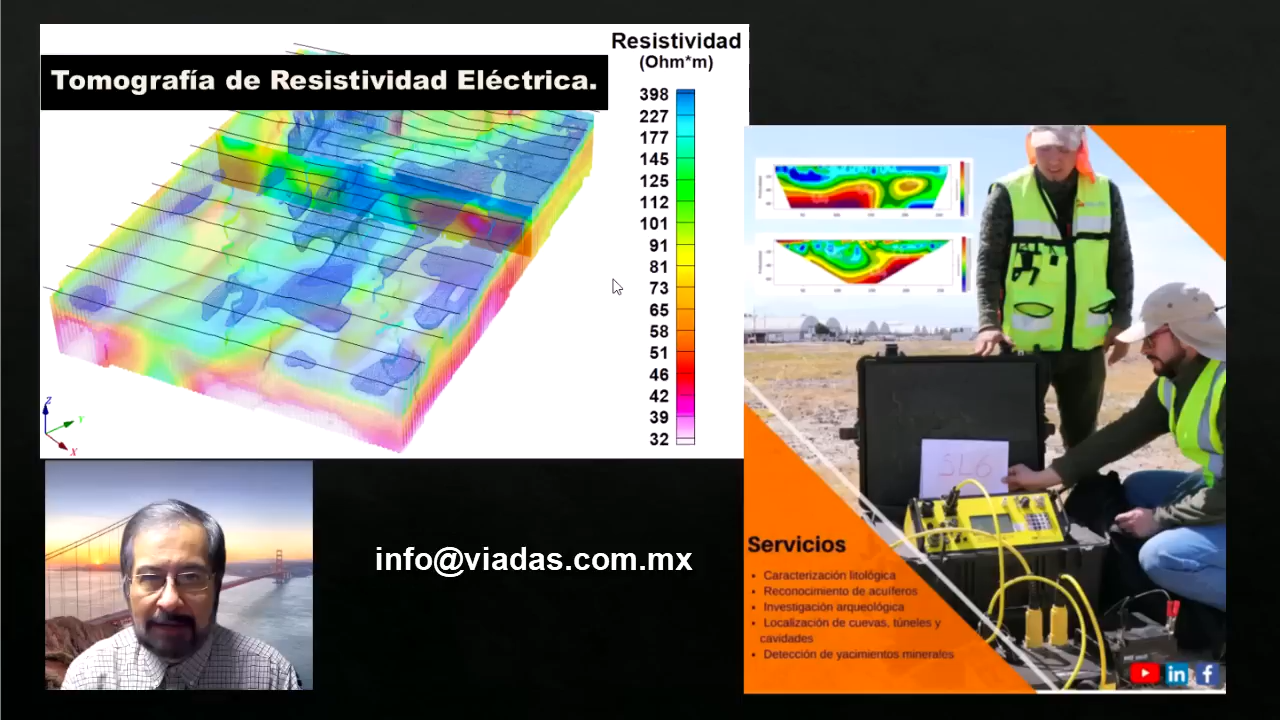 Tomografía de Resistividad Eléctrica.
Resistividad
(Ohm*m)
398
227
177
145
125
112
101
91
81
73
65
58
51
46
42
39
32
Z
Y
X
SL6
info@viadas.com.mx
Servicios
• Caracterización litológica
• Reconocimiento de acuíferos
• Investigación arqueológica
• Localización de cuevas, túneles y
cavidades
• Detección de yacimientos minerales
in
f